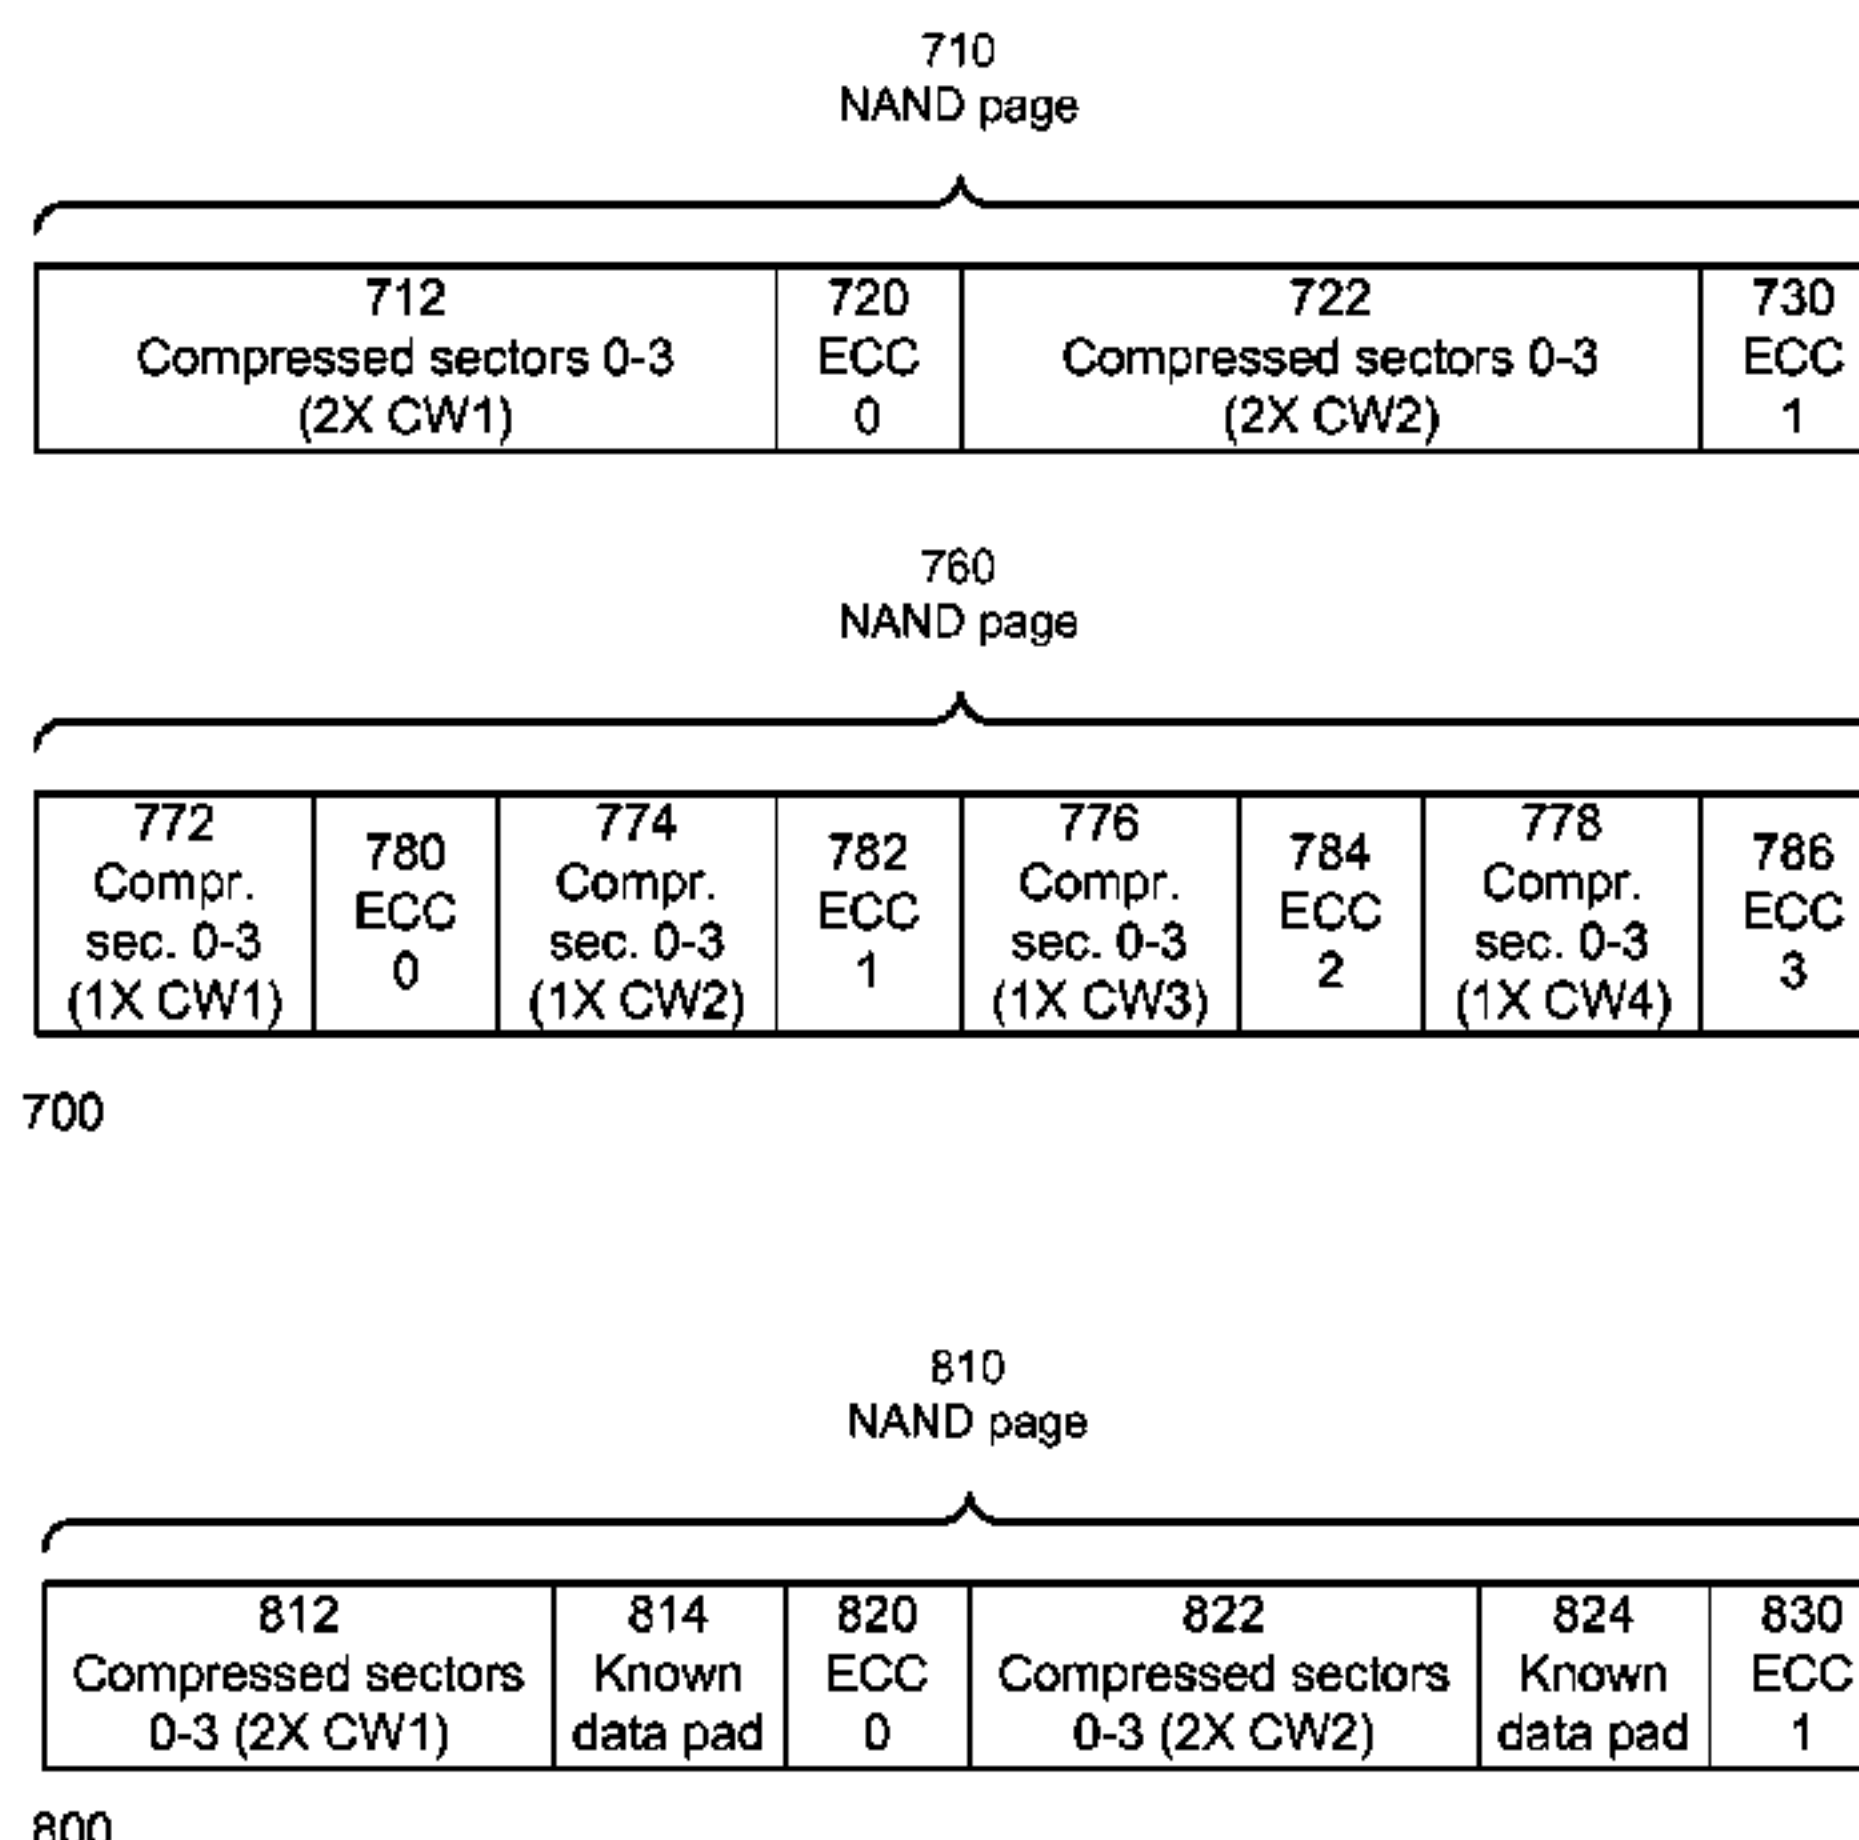 710
NAND page
712
Compressed sectors 0-3
(2X CW1)
720
ECC
0
722
Compressed sectors 0-3
(2X CW2)
730
ECC
1
760
NAND page
772
Compr.
sec. 0-3
(1X CW1)
780
ECC
0
774
Compr.
sec. 0-3
(1X CW2)
782
ECC
1
776
Compr.
sec. 0-3
(1X CW3)
784
ECC
2
778
Compr.
sec. 0-3
(1X CW4)
786
ECC
3
700
810
NAND page
812
Compressed sectors
0-3 (2X CW1)
814
Known
data pad
820
ECC
0
822
Compressed sectors
0-3 (2X CW2)
824
Known
data pad
830
ECC
1
800